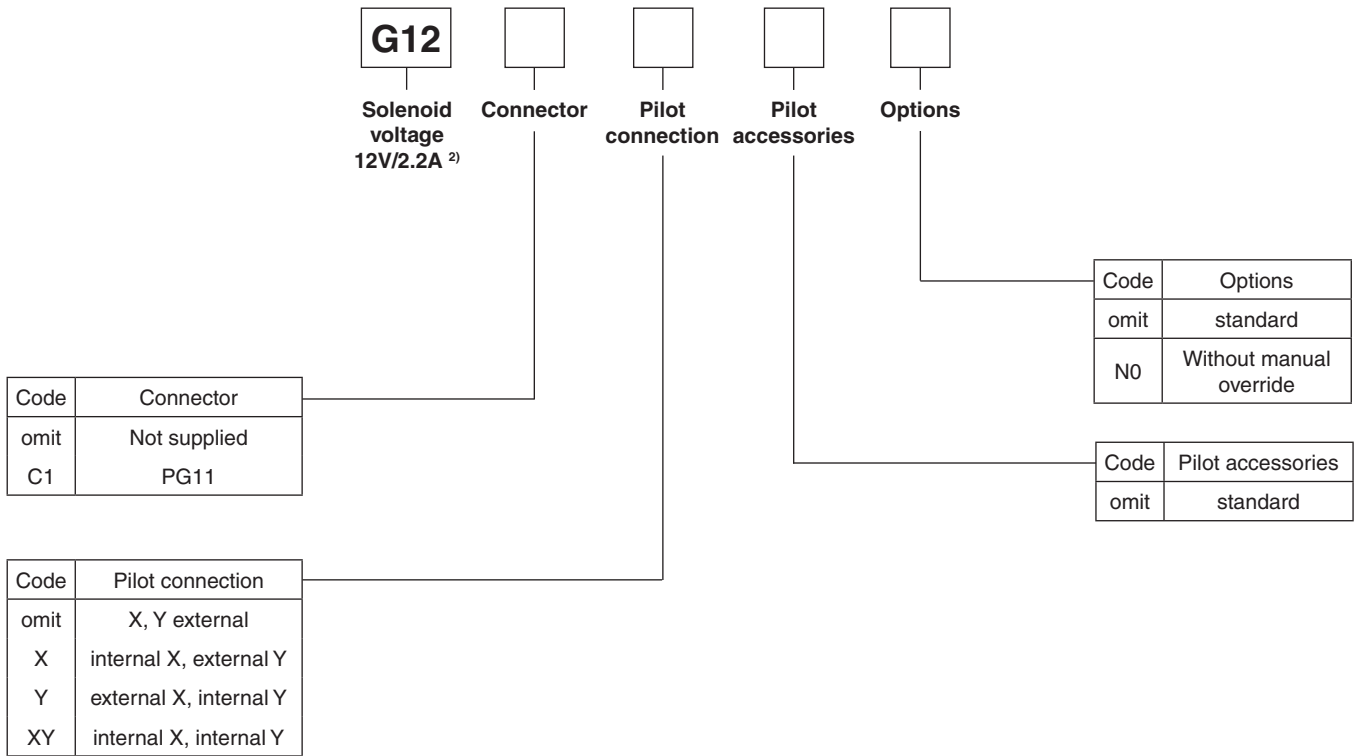 G12
Solenoid
voltage
12V/2.2A 2)
Connector
Pilot
connection
Pilot
accessories
Options
Code Options
omit standard
N0 Without manual
override
Code Connector
omit Not supplied
C1 PG11
Code Pilot accessories
omit standard
Code Pilot connection
omit X, Y external
X internal X, external Y
Y external X, internal Y
XY internal X, internal Y